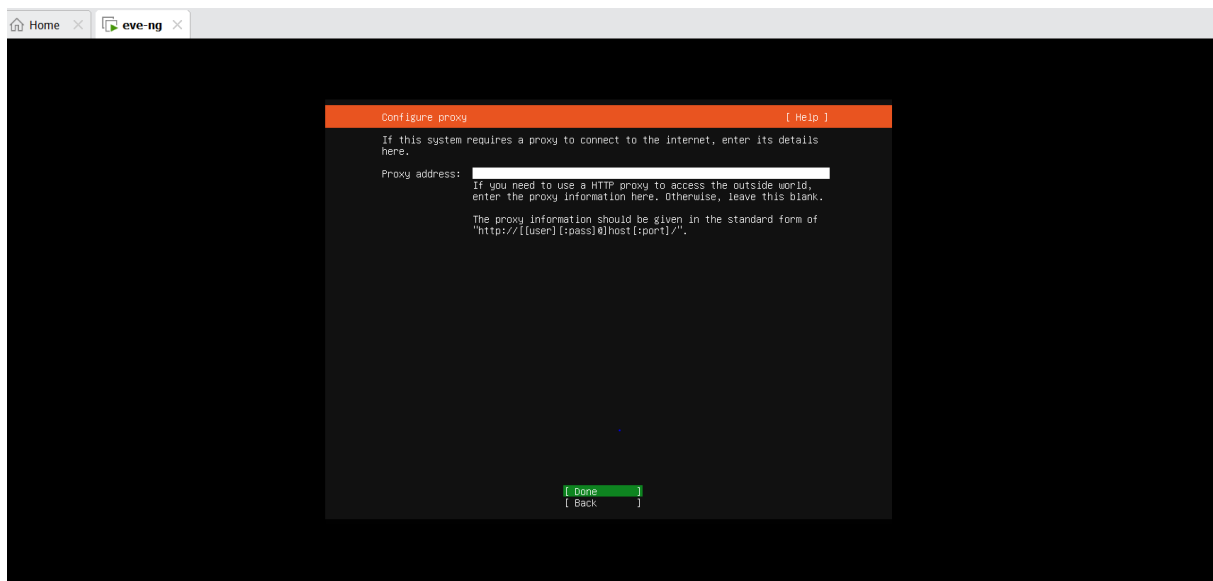 Home
eve-ng
Configure proxy [ Help ]
If this system requires a proxy to connect to the internet, enter its details
here.
Proxy address:
If you need to use a HTTP proxy to access the outside world,
enter the proxy information here. Otherwise, leave this blank.
The proxy information should be given in the standard form of
"http://[[user][:pass]@]host[:port]/".
[ Done ]
[ Back ]